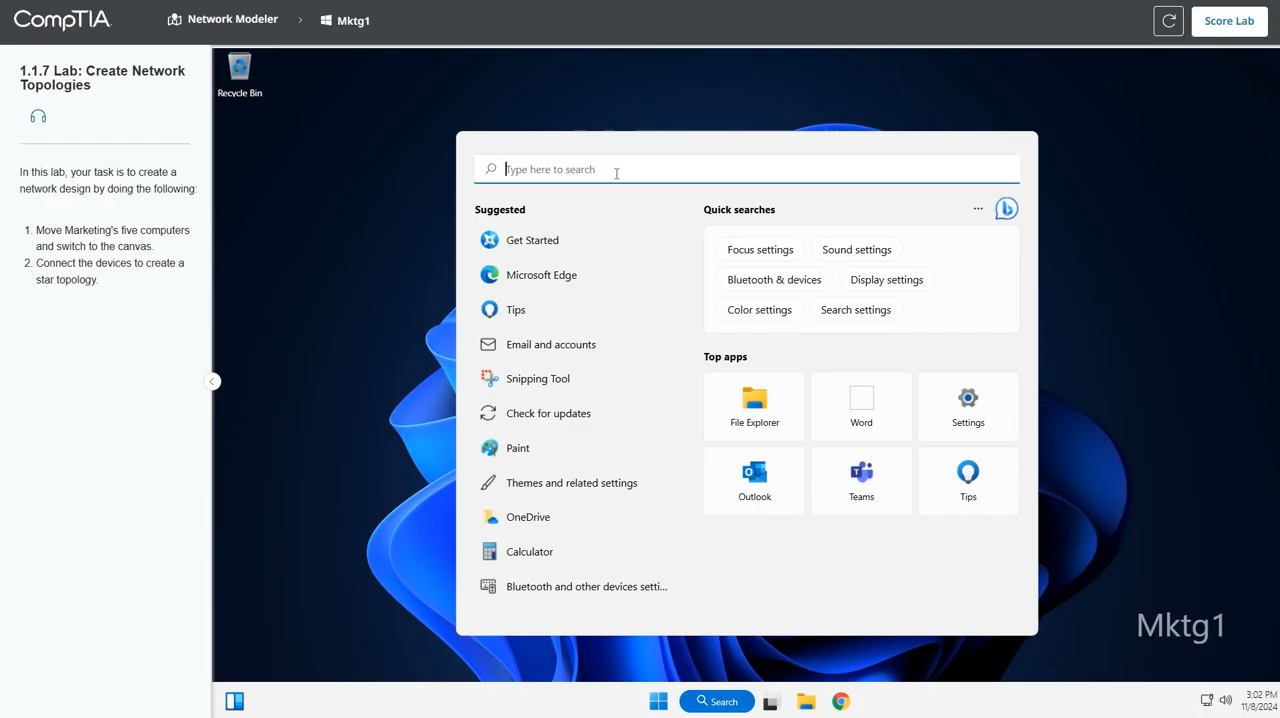 CompTIA.
Network Modeler
Mktg1
Score Lab
1.1.7 Lab: Create Network
Topologies
In this lab, your task is to create a
network design by doing the following:
1. Move Marketing's five computers
and switch to the canvas.
2. Connect the devices to create a
star topology.
Recycle Bin
Type here to search
Suggested
Get Started
Microsoft Edge
Tips
Email and accounts
Snipping Tool
Check for updates
Paint
Themes and related settings
OneDrive
Calculator
Bluetooth and other devices setti...
Quick searches
Focus settings
Sound settings
Bluetooth & devices
Display settings
Color settings
Search settings
Top apps
File Explorer
Word
Settings
Outlook
Teams
Tips
Mktg1
Search
3:02 PM
11/8/2024